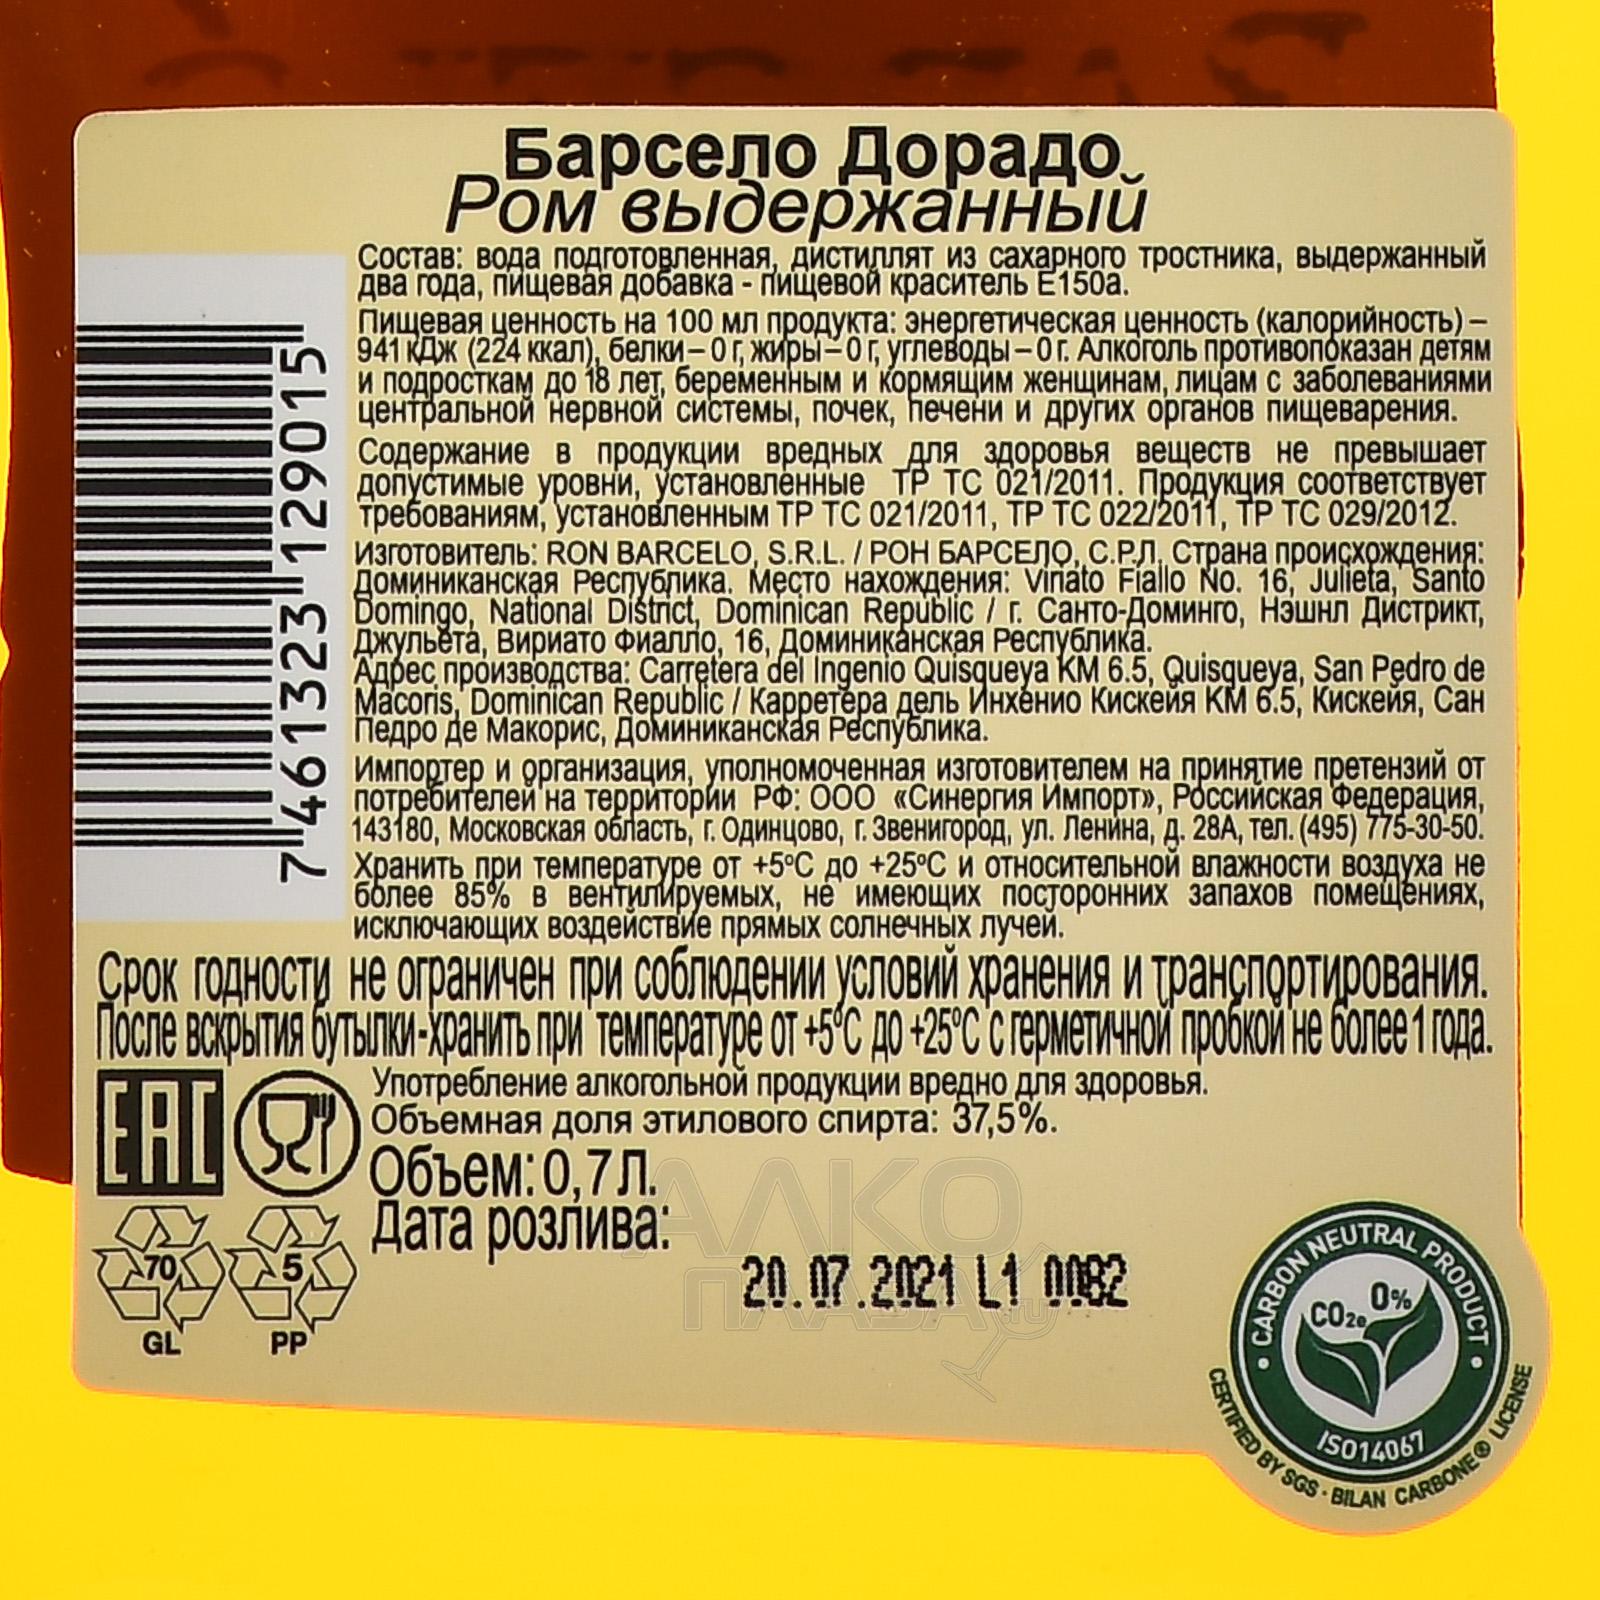 Барсело Дорадо
Ром выдержанный
Состав: вода подготовленная, дистиллят из сахарного тростника, выдержанный
два года, пищевая добавка - пищевой краситель Е150а.
Пищевая ценность на 100 мл продукта: энергетическая ценность (калорийность) –
941 кДж (224 ккал), белки – 0 г, жиры – 0 г, углеводы – 0 г. Алкоголь противопоказан детям
и подросткам до 18 лет, беременным и кормящим женщинам, лицам с заболеваниями
центральной нервной системы, почек, печени и других органов пищеварения.
Содержание в продукции вредных для здоровья веществ не превышает
допустимые уровни, установленные ТР ТС 021/2011. Продукция соответствует
требованиям, установленным ТР ТС 021/2011, ТР ТС 022/2011, ТР ТС 029/2012.
Изготовитель: RON BARCELO, S.R.L. / РОН БАРСЕЛО, С.Р.Л. Страна происхождения:
Доминиканская Республика. Место нахождения: Viriato Fiallo No. 16, Julieta, Santo
Domingo, National District, Dominican Republic / г. Санто-Доминго, Нэшнл Дистрикт,
Джульета, Вириато Фиалло, 16, Доминиканская Республика.
Адрес производства: Carretera del Ingenio Quisqueya KM 6.5, Quisqueya, San Pedro de
Macoris, Dominican Republic / Карретера дель Инхенио Кискейя КМ 6.5, Кискейя, Сан
Педро де Макорис, Доминиканская Республика.
Импортер и организация, уполномоченная изготовителем на принятие претензий от
потребителей на территории РФ: ООО «Синергия Импорт», Российская Федерация,
143180, Московская область, г. Одинцово, г. Звенигород, ул. Ленина, д. 28А, тел. (495) 775-30-50.
Хранить при температуре от +5°С до +25°С и относительной влажности воздуха не
более 85% в вентилируемых, не имеющих посторонних запахов помещениях,
исключающих воздействие прямых солнечных лучей.
Срок годности не ограничен при соблюдении условий хранения и транспортирования.
После вскрытия бутылки-хранить при температуре от +5°С до +25°С с герметичной пробкой не более 1 года.
Употребление алкогольной продукции вредно для здоровья.
Объемная доля этилового спирта: 37,5%.
Объем: 0,7 Л.
Дата розлива:
20.07.2021 L1 0082
7 461323 129015
EAC
70
GL
5
PP
CARBON NEUTRAL PRODUCT
CO2e 0%
ISO14067
CERTIFIED BY SGS · BILAN CARBONE® LICENSE
АЛКО
ПЛАЗА.ru